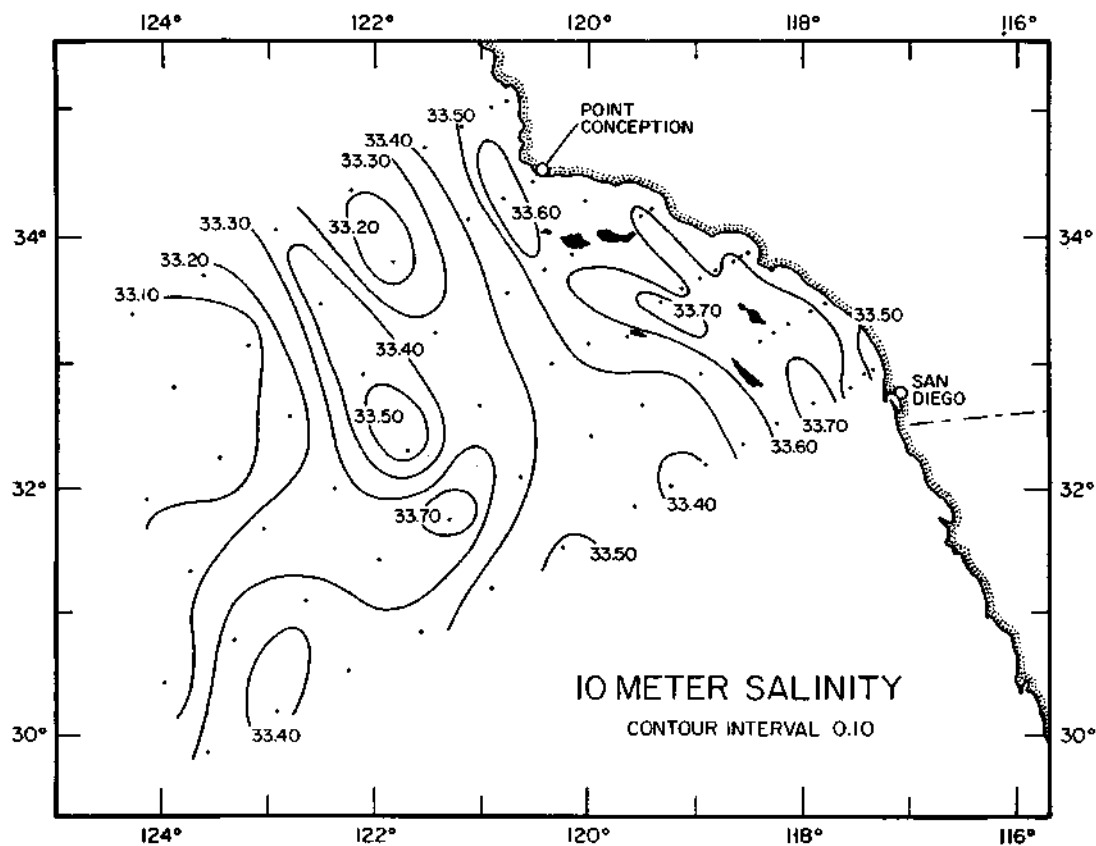 124° 122° 120° 118° 116°
33.50
POINT
CONCEPTION
33.40
33.30
33.60
33.20
33.30
34° 34°
33.20
33.10
33.70
33.50
33.40
SAN
DIEGO
33.50
33.70
33.60
32° 32°
33.40
33.70
33.50
10 METER SALINITY
CONTOUR INTERVAL 0.10
30° 30°
33.40
124° 122° 120° 118° 116°